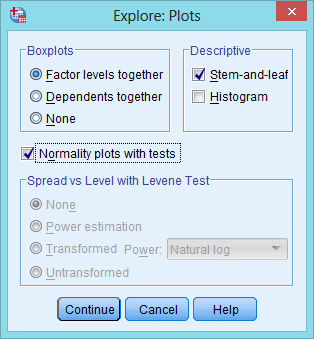 Explore: Plots
Boxplots
Factor levels together
Dependents together
None
Descriptive
Stem-and-leaf
Histogram
Normality plots with tests
Spread vs Level with Levene Test
None
Power estimation
Transformed Power: Natural log
Untransformed
Continue Cancel Help